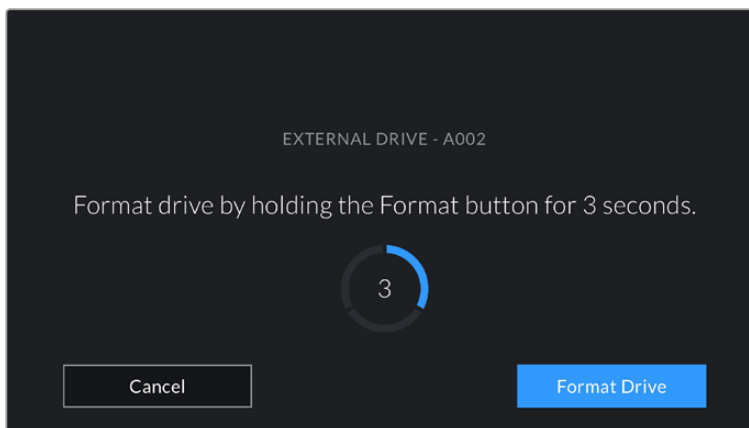 EXTERNAL DRIVE - A002
Format drive by holding the Format button for 3 seconds.
3
Cancel
Format Drive